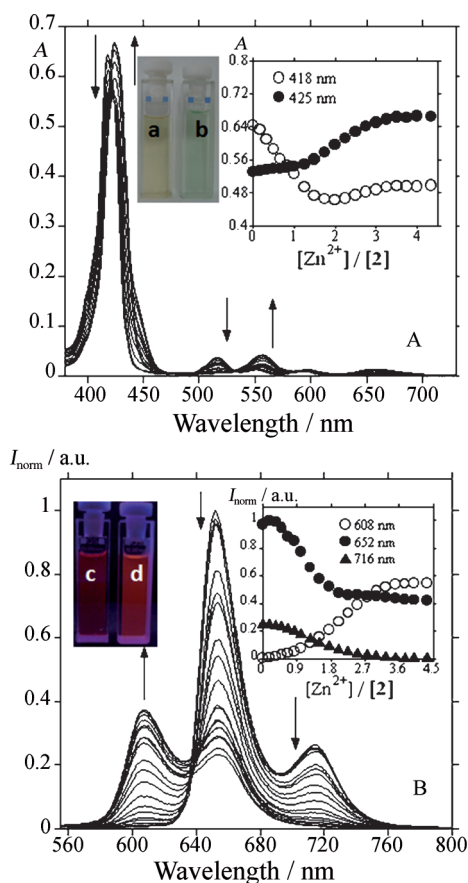 A
0.7
0.6
0.5
0.4
0.3
0.2
0.1
0
400 450 500 550 600 700
Wavelength / nm
A
a b
A
0.8
0.72
0.64
0.56
0.48
0.4
418 nm
425 nm
0 1 2 3 4
[Zn²⁺] / [2]
I norm / a.u.
1
0.8
0.6
0.4
0.2
0
560 600 640 680 720 760 800
Wavelength / nm
B
c d
I norm / a.u.
1
0.8
0.6
0.4
0.2
0
608 nm
652 nm
716 nm
0 0.9 1.8 2.7 3.6 4.5
[Zn²⁺] / [2]